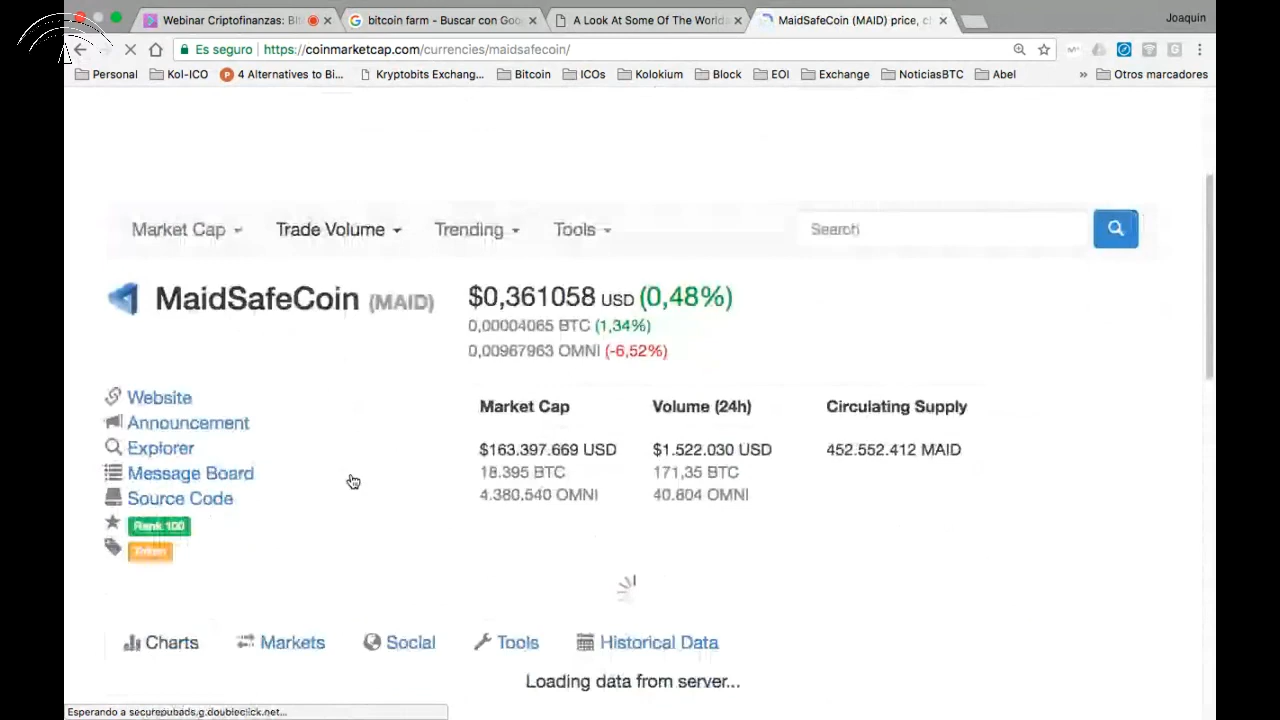 Webinar Criptofinanzas: Bit
bitcoin farm - Buscar con Goo
A Look At Some Of The World
MaidSafeCoin (MAID) price, c
Joaquin
Es seguro
https://coinmarketcap.com/currencies/maidsafecoin/
Personal
Kol-ICO
4 Alternatives to Bi...
Kryptobits Exchang...
Bitcoin
ICOs
Kolokium
Block
EOI
Exchange
NoticiasBTC
Abel
»
Otros marcadores
Market Cap
Trade Volume
Trending
Tools
Search
MaidSafeCoin (MAID)
$0,361058 USD (0,48%)
0,00004065 BTC (1,34%)
0,00967963 OMNI (-6,52%)
Website
Announcement
Explorer
Message Board
Source Code
Rank 100
Token
Market Cap
Volume (24h)
Circulating Supply
$163.397.669 USD
$1.522.030 USD
452.552.412 MAID
18.395 BTC
171,35 BTC
4.380.540 OMNI
40.804 OMNI
Charts
Markets
Social
Tools
Historical Data
Loading data from server...
Esperando a securepubads.g.doubleclick.net...